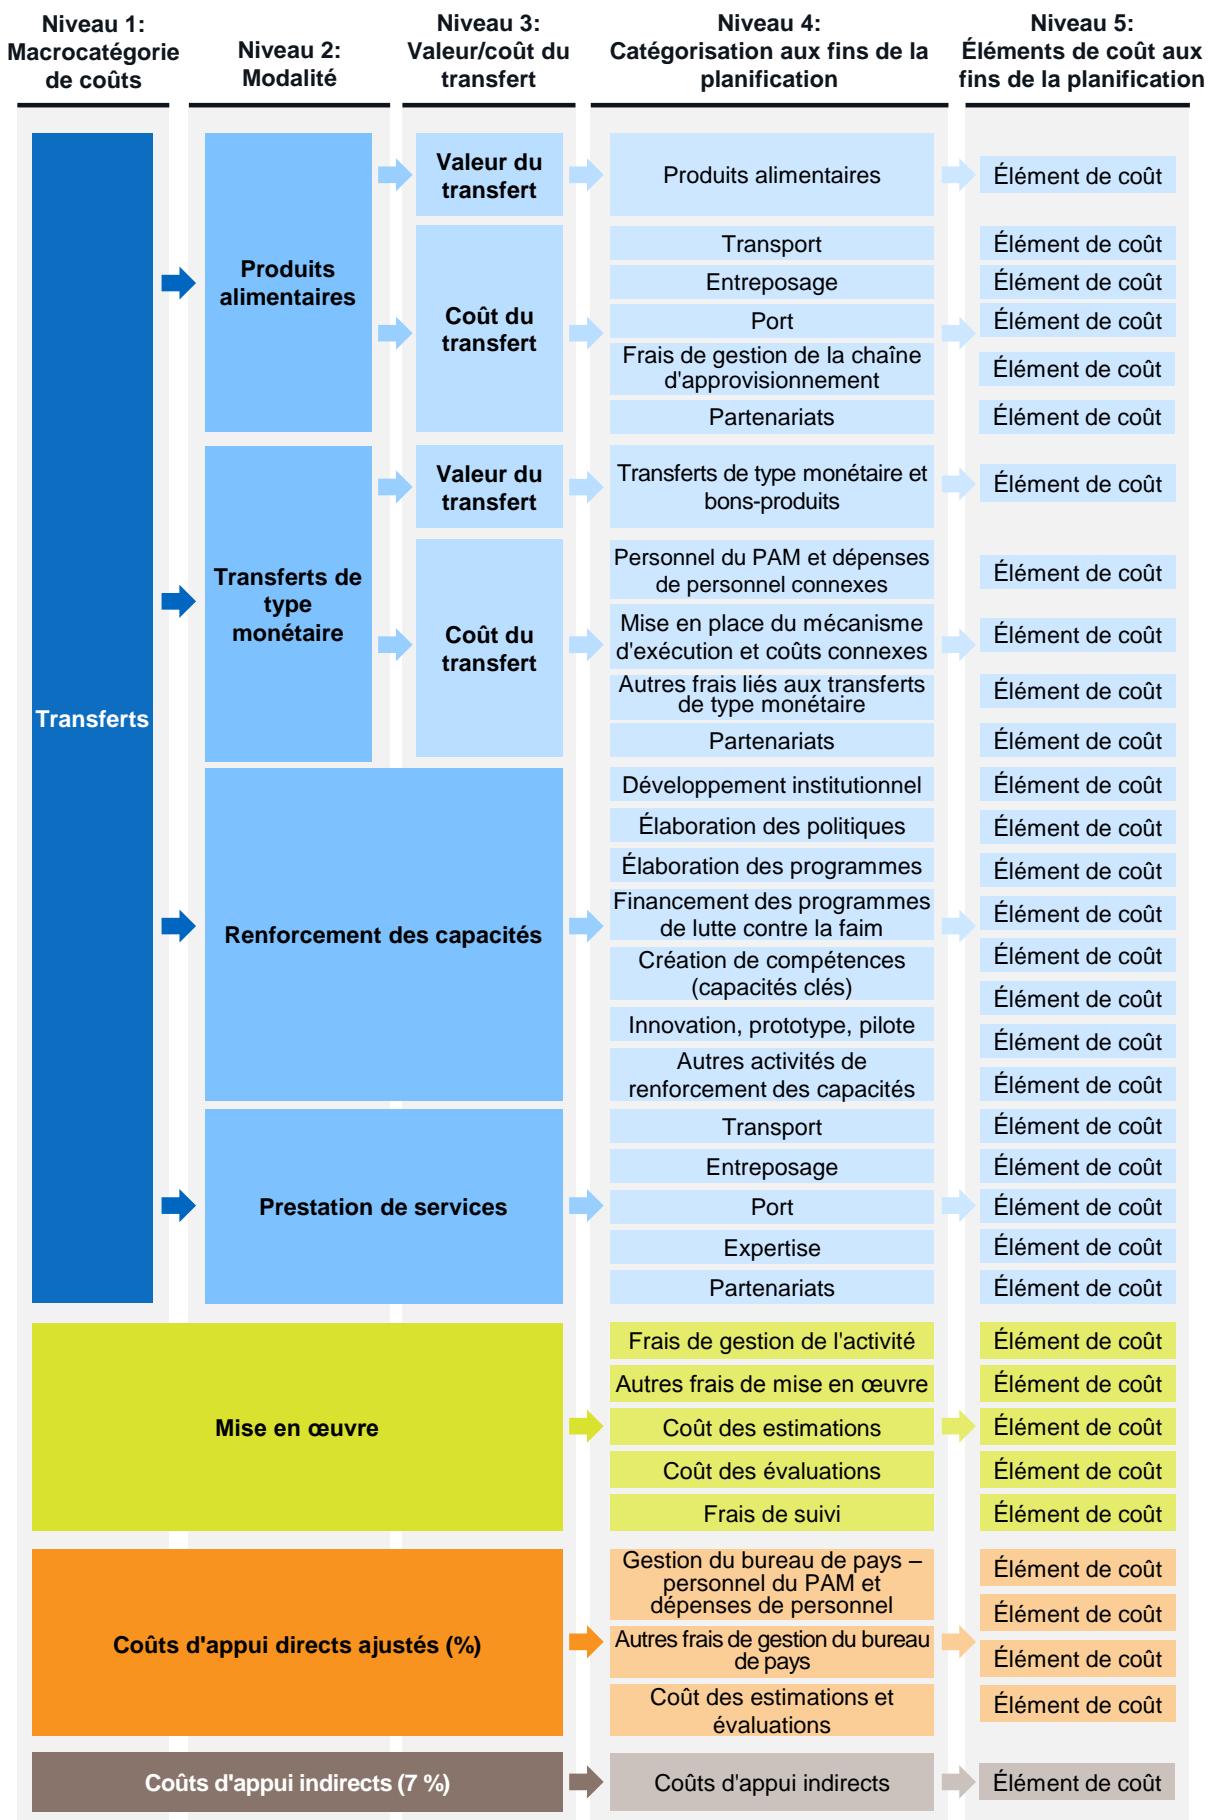 Niveau 1:
Macrocatégorie
de coûts
Niveau 2:
Modalité
Niveau 3:
Valeur/coût du
transfert
Niveau 4:
Catégorisation aux fins de la
planification
Niveau 5:
Éléments de coût aux
fins de la planification
Transferts
Produits
alimentaires
Valeur du
transfert
Produits alimentaires
Élément de coût
Coût du
transfert
Transport
Élément de coût
Entreposage
Élément de coût
Port
Élément de coût
Frais de gestion de la chaîne
d'approvisionnement
Élément de coût
Partenariats
Élément de coût
Transferts de
type
monétaire
Valeur du
transfert
Transferts de type monétaire et
bons-produits
Élément de coût
Coût du
transfert
Personnel du PAM et dépenses
de personnel connexes
Élément de coût
Mise en place du mécanisme
d'exécution et coûts connexes
Élément de coût
Autres frais liés aux transferts
de type monétaire
Élément de coût
Partenariats
Élément de coût
Renforcement des capacités
Développement institutionnel
Élément de coût
Élaboration des politiques
Élément de coût
Élaboration des programmes
Élément de coût
Financement des programmes
de lutte contre la faim
Élément de coût
Création de compétences
(capacités clés)
Élément de coût
Élément de coût
Innovation, prototype, pilote
Élément de coût
Autres activités de
renforcement des capacités
Élément de coût
Prestation de services
Transport
Élément de coût
Entreposage
Élément de coût
Port
Élément de coût
Expertise
Élément de coût
Partenariats
Élément de coût
Mise en œuvre
Frais de gestion de l'activité
Élément de coût
Autres frais de mise en œuvre
Élément de coût
Coût des estimations
Élément de coût
Coût des évaluations
Élément de coût
Frais de suivi
Élément de coût
Coûts d'appui directs ajustés (%)
Gestion du bureau de pays –
personnel du PAM et
dépenses de personnel
Élément de coût
Élément de coût
Autres frais de gestion du bureau
de pays
Élément de coût
Coût des estimations et
évaluations
Élément de coût
Coûts d'appui indirects (7 %)
Coûts d'appui indirects
Élément de coût